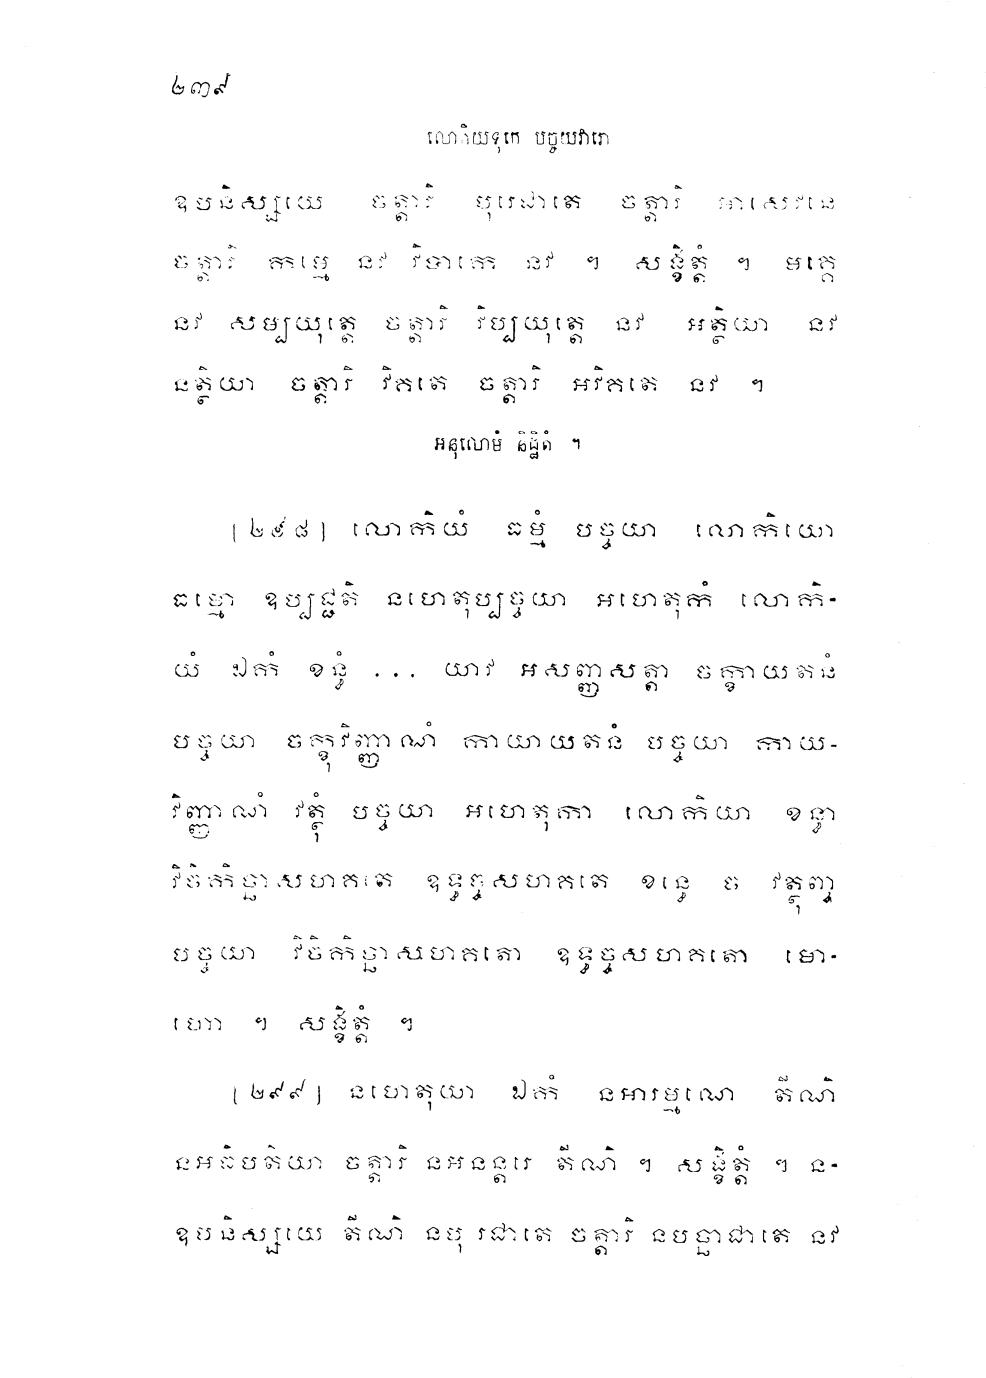 ២៣៩
លោកិយទុកេ បច្ចយវារោ
ឧបនិស្សយេ ចត្តារិ បុរេជាតេ ចត្តារិ អាសេវនេ
ចត្តារិ កម្មេ នវ វិបាកេ នវ ។ សង្ខិត្តំ ។ មគ្គេ
នវ សម្បយុត្តេ ចត្តារិ វិប្បយុត្តេ នវ អត្ថិយា នវ
នត្ថិយា ចត្តារិ វិគតេ ចត្តារិ អវិគតេ នវ ។
អនុលោមំ និដ្ឋិតំ ។
[២៩៨] លោកិយំ ធម្មំ បច្ចយា លោកិយោ
ធម្មោ ឧប្បជ្ជតិ នហេតុប្បច្ចយា អហេតុកំ លោកិ-
យំ ឯកំ ខន្ធំ ... យាវ អសញ្ញសត្តា ចក្ខាយតនំ
បច្ចយា ចក្ខុវិញ្ញាណំ កាយាយតនំ បច្ចយា កាយ-
វិញ្ញាណំ វត្ថុំ បច្ចយា អហេតុកា លោកិយា ខន្ធា
វិចិកិច្ឆាសហគតេ ឧទ្ធច្ចសហគតេ ខន្ធេ ច វត្ថុញ្ច
បច្ចយា វិចិកិច្ឆាសហគតោ ឧទ្ធច្ចសហគតោ មោ-
ហោ ។ សង្ខិត្តំ ។
[២៩៩] នហេតុយា ឯកំ នអារម្មណេ តីណិ
នអធិបតិយា ចត្តារិ នអនន្តរេ តីណិ ។ សង្ខិត្តំ ។ ន-
ឧបនិស្សយេ តីណិ នបុរេជាតេ ចត្តារិ នបច្ឆាជាតេ នវ